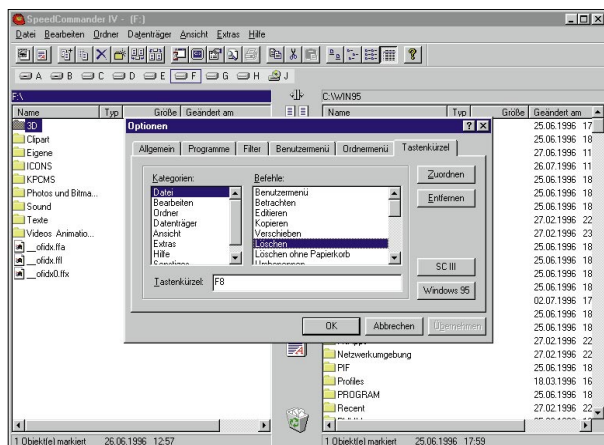 SpeedCommander IV - (F:)
Datei Bearbeiten Ordner Datenträger Ansicht Extras Hilfe
A B C D E F G H J
F:\
C:\WIN95
Name Typ Größe Geändert am
Name Typ Größe Geändert am
3D
Clipart
Eigene
ICONS
KPCMS
Photos und Bitma...
Sound
Texte
Videos Animatio...
__ofidx.ffa
__ofidx.ffl
__ofidx0.ffx
Optionen
Allgemein Programme Filter Benutzermenü Ordnermenü Tastenkürzel
Kategorien:
Datei
Bearbeiten
Ordner
Datenträger
Ansicht
Extras
Hilfe
Sonstiges
Befehle:
Benutzermenü
Betrachten
Editieren
Kopieren
Verschieben
Löschen
Löschen ohne Papierkorb
Umbenennen
Zuordnen
Entfernen
SC III
Windows 95
Tastenkürzel: F8
OK Abbrechen Übernehmen
25.06.1996 17
25.06.1996 18
27.06.1996 11
26.07.1996 11
25.06.1996 18
25.06.1996 18
25.06.1996 18
27.02.1996 22
27.02.1996 23
25.06.1996 18
25.06.1996 18
25.06.1996 18
25.06.1996 18
02.07.1996 17
25.06.1996 18
25.06.1996 18
27.02.1996 22
Netzwerkumgebung 27.02.1996 22
PIF 25.06.1996 18
Profiles 18.03.1996 16
PROGRAM 25.06.1996 18
Recent 27.02.1996 22
1 Objekt(e) markiert 26.06.1996 12:57
1 Objekt(e) markiert 25.06.1996 17:59